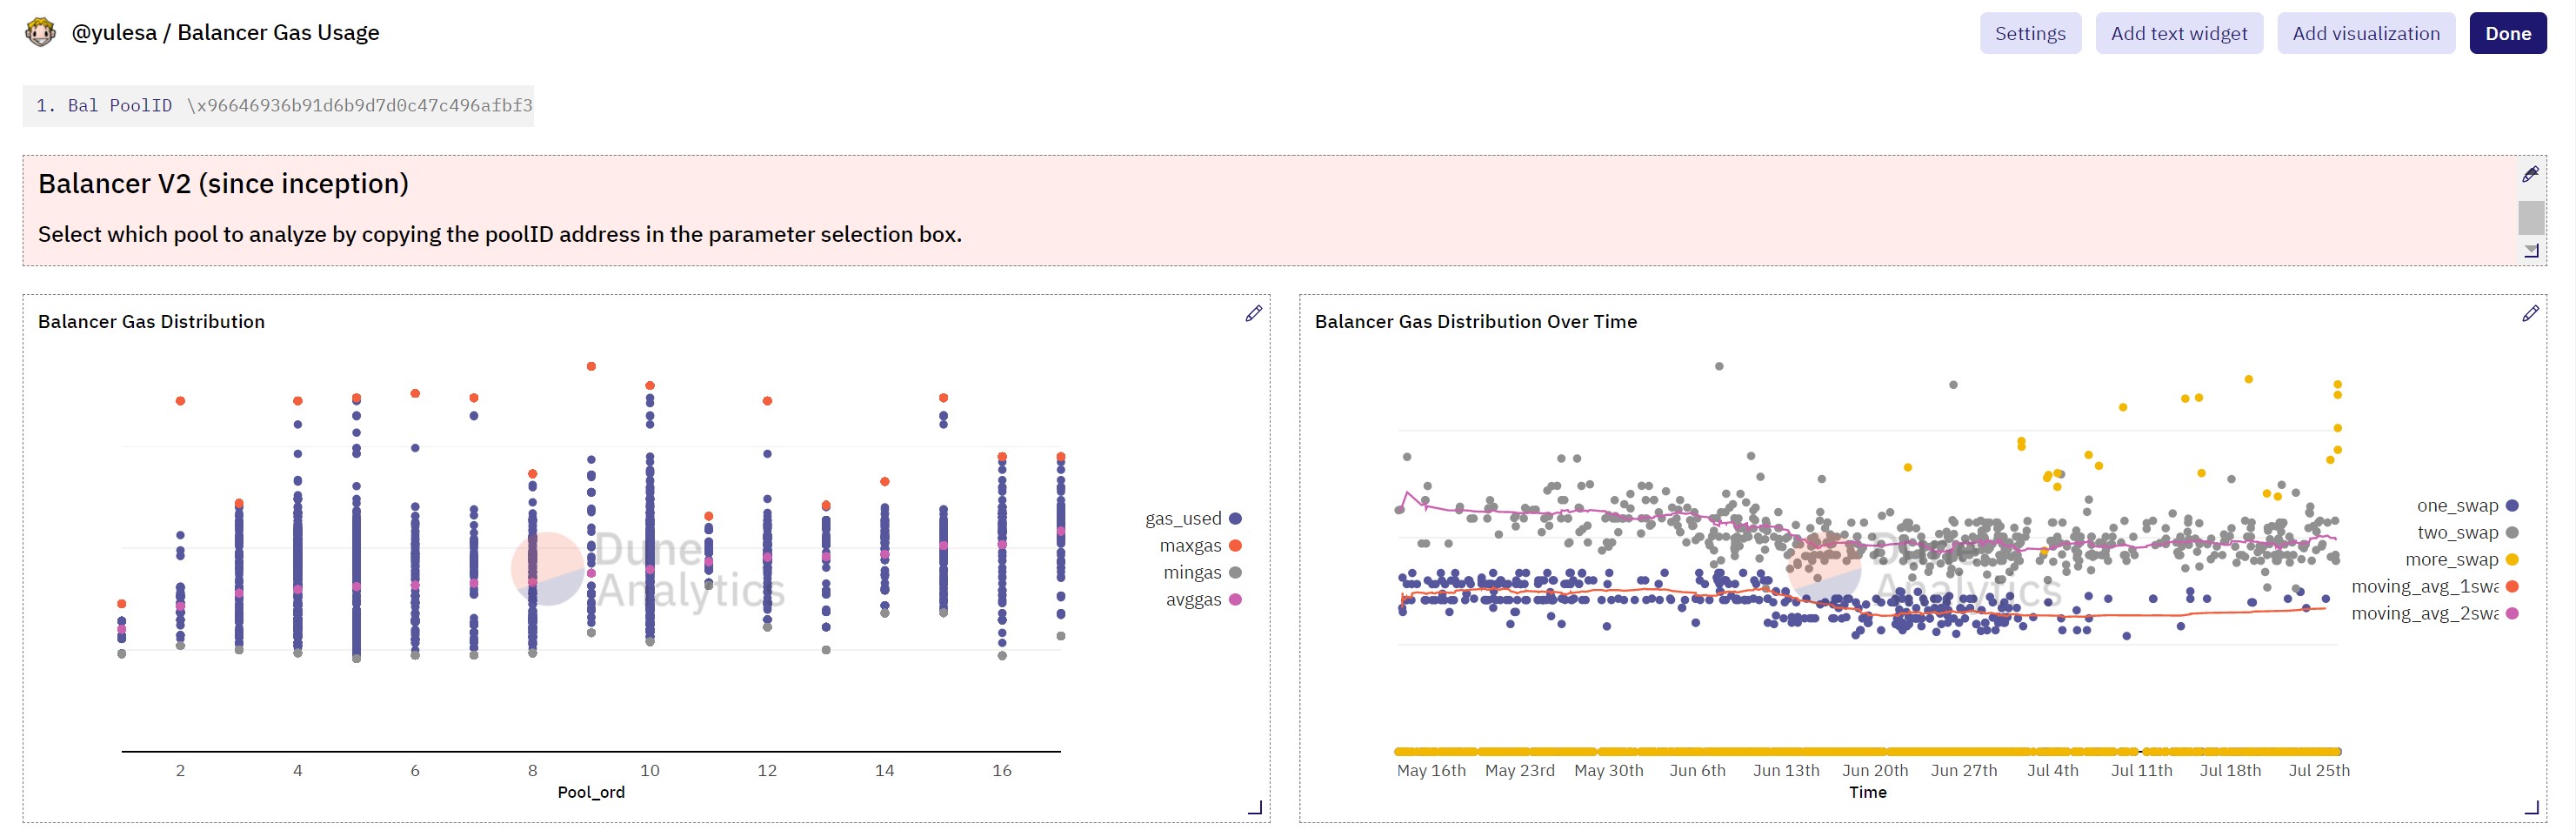 @yulesa / Balancer Gas Usage
Settings
Add text widget
Add visualization
Done
1. Bal PoolID \x96646936b91d6b9d7d0c47c496afbf3
Balancer V2 (since inception)
Select which pool to analyze by copying the poolID address in the parameter selection box.
Balancer Gas Distribution
Dune
Analytics
gas_used
maxgas
mingas
avggas
2 4 6 8 10 12 14 16
Pool_ord
Balancer Gas Distribution Over Time
Analytics
one_swap
two_swap
more_swap
moving_avg_1swa
moving_avg_2swa
May 16th May 23rd May 30th Jun 6th Jun 13th Jun 20th Jun 27th Jul 4th Jul 11th Jul 18th Jul 25th
Time